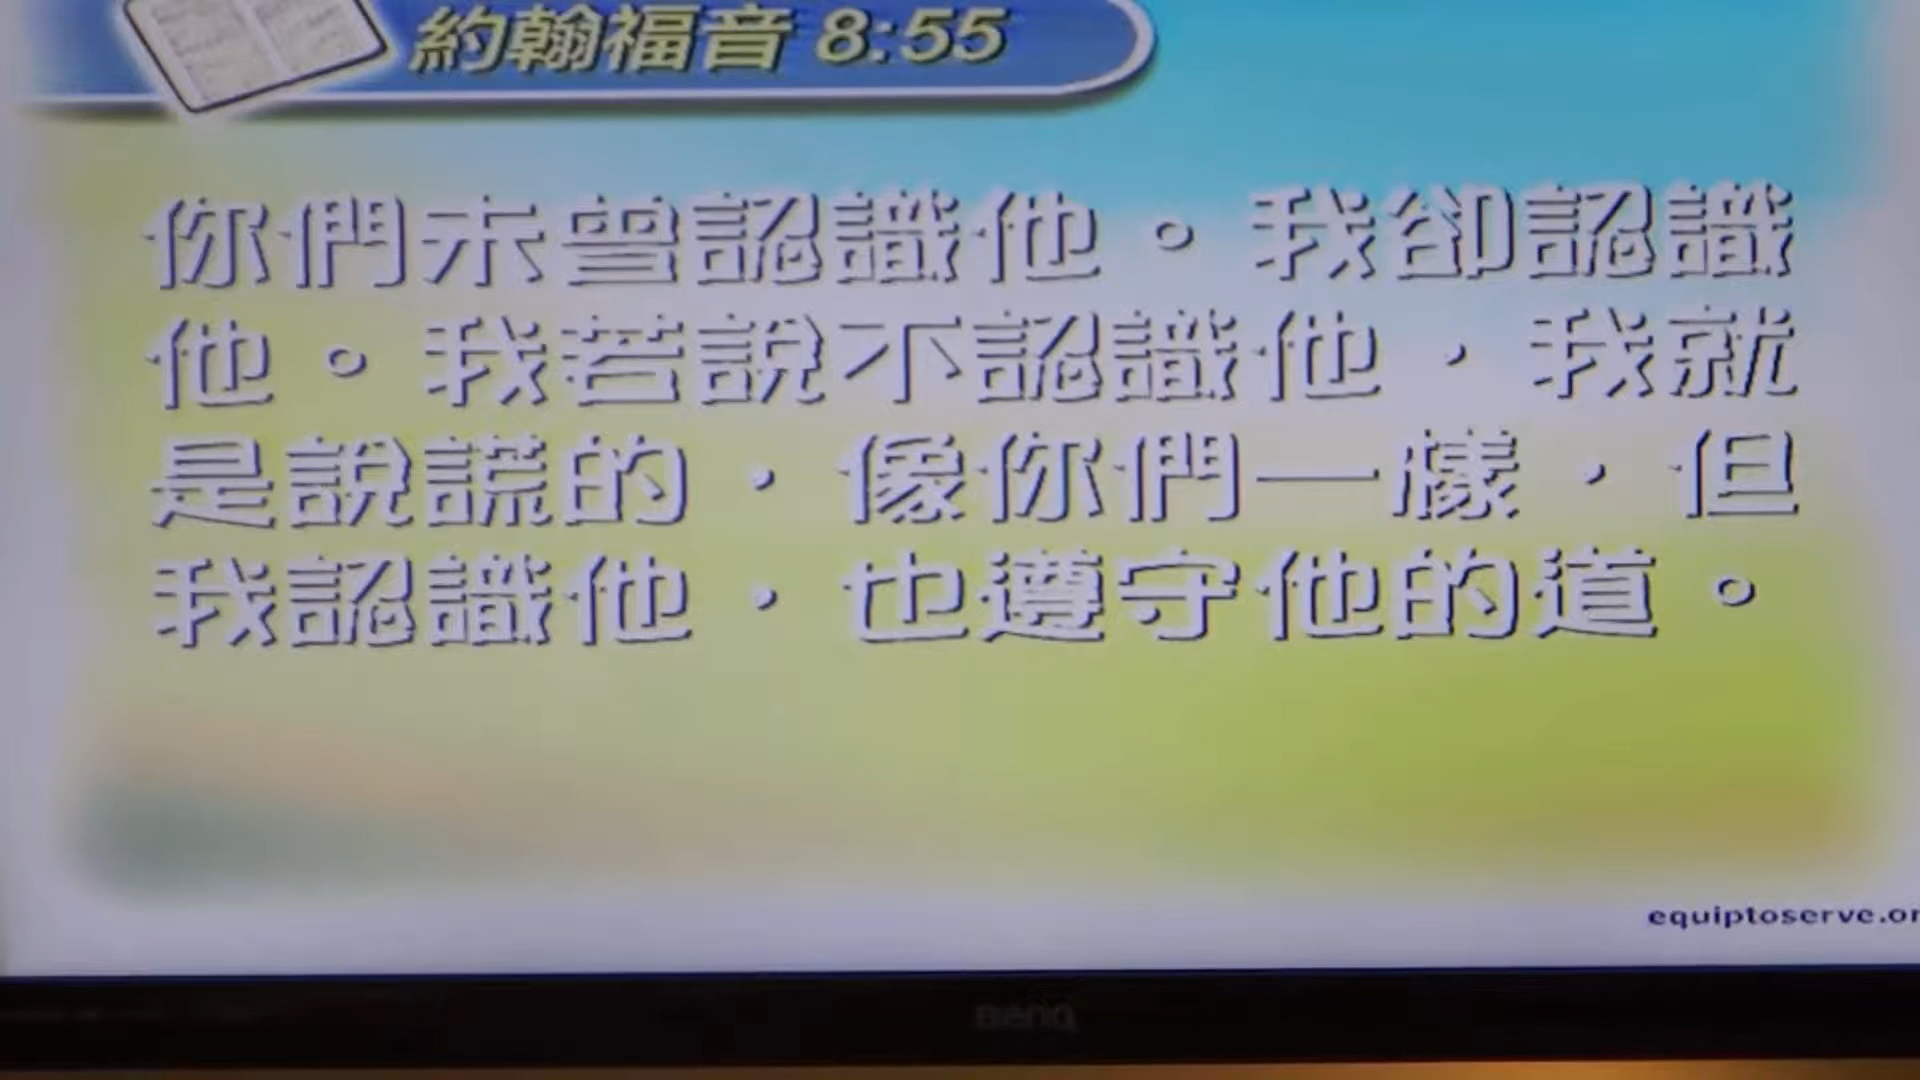 約翰福音 8:55
你們未曾認識他。我卻認識
他。我若說不認識他，我就
是說謊的，像你們一樣，但
我認識他，也遵守他的道。
equiptoserve.or
BenQ